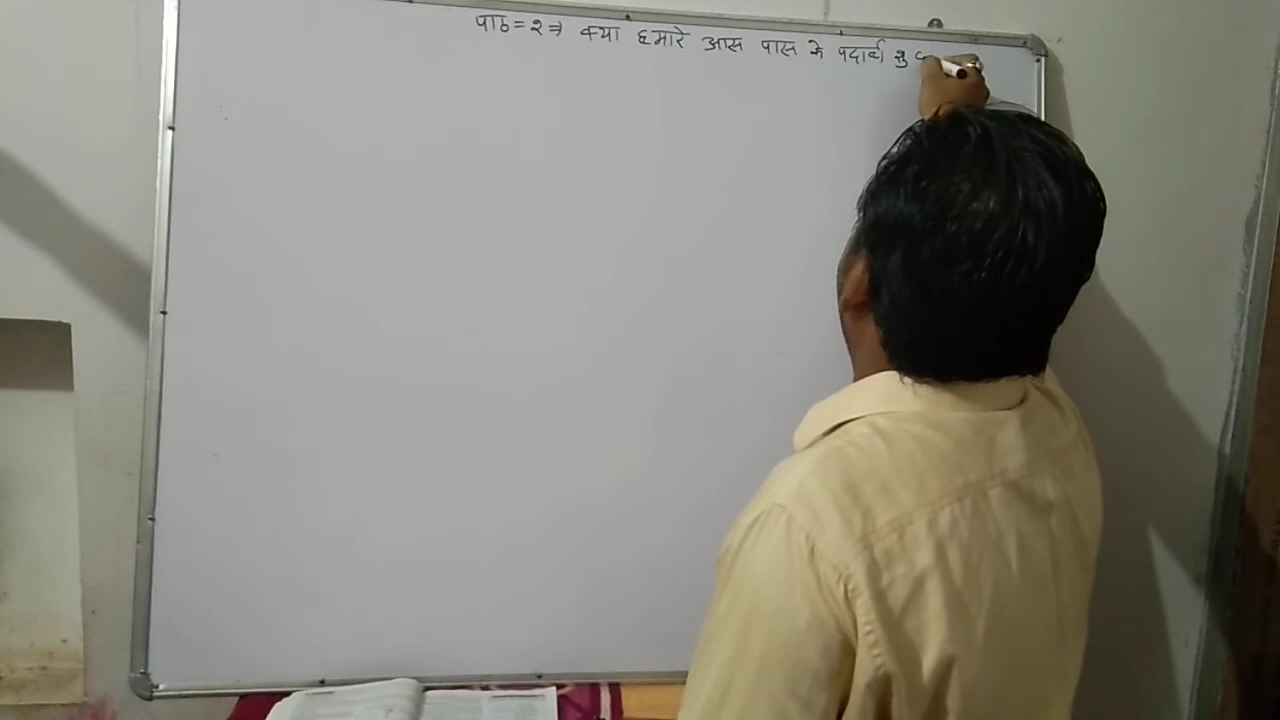 पाठ=२⇒ क्या हमारे आस पास के पदार्थ शु